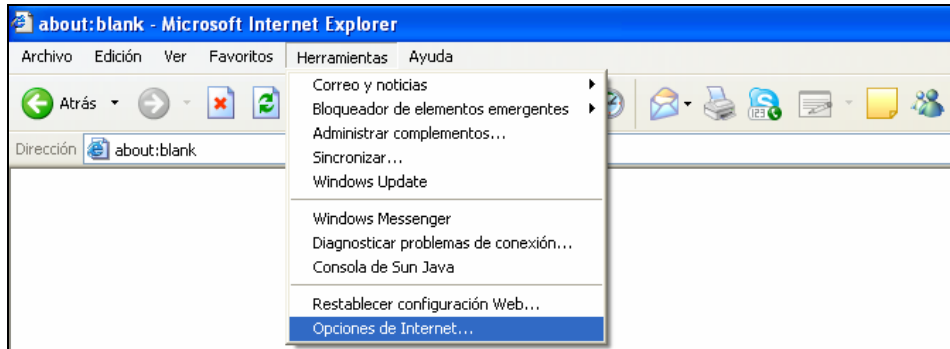 about:blank - Microsoft Internet Explorer
Archivo Edición Ver Favoritos Herramientas Ayuda
Atrás
Dirección about:blank
Correo y noticias
Bloqueador de elementos emergentes
Administrar complementos...
Sincronizar...
Windows Update
Windows Messenger
Diagnosticar problemas de conexión...
Consola de Sun Java
Restablecer configuración Web...
Opciones de Internet...